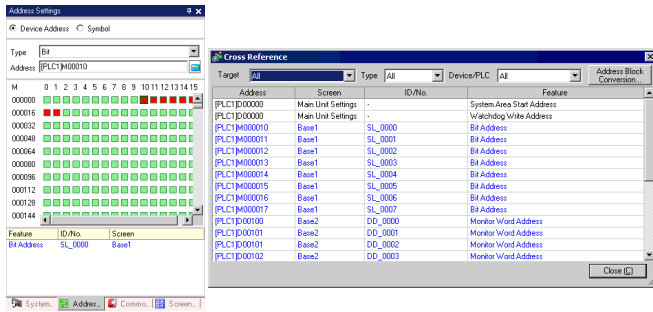 Address Settings
Device Address Symbol
Type Bit
Address [PLC1]M00010
M 0 1 2 3 4 5 6 7 8 9 10 11 12 13 14 15
000000
000016
000032
000048
000064
000080
000096
000112
000128
000144
Feature ID/No. Screen
Bit Address SL_0000 Base1
System.. Addres.. Commo.. Screen..
Cross Reference
Target All Type All Device/PLC All Address Block Conversion...
Address Screen ID/No. Feature
[PLC1]D00000 Main Unit Settings - System Area Start Address
[PLC1]D00000 Main Unit Settings - Watchdog Write Address
[PLC1]M000010 Base1 SL_0000 Bit Address
[PLC1]M000011 Base1 SL_0001 Bit Address
[PLC1]M000012 Base1 SL_0002 Bit Address
[PLC1]M000013 Base1 SL_0003 Bit Address
[PLC1]M000014 Base1 SL_0004 Bit Address
[PLC1]M000015 Base1 SL_0005 Bit Address
[PLC1]M000016 Base1 SL_0006 Bit Address
[PLC1]M000017 Base1 SL_0007 Bit Address
[PLC1]D00100 Base2 DD_0000 Monitor Word Address
[PLC1]D00101 Base2 DD_0001 Monitor Word Address
[PLC1]D00101 Base2 DD_0002 Monitor Word Address
[PLC1]D00102 Base2 DD_0003 Monitor Word Address
Close (C)